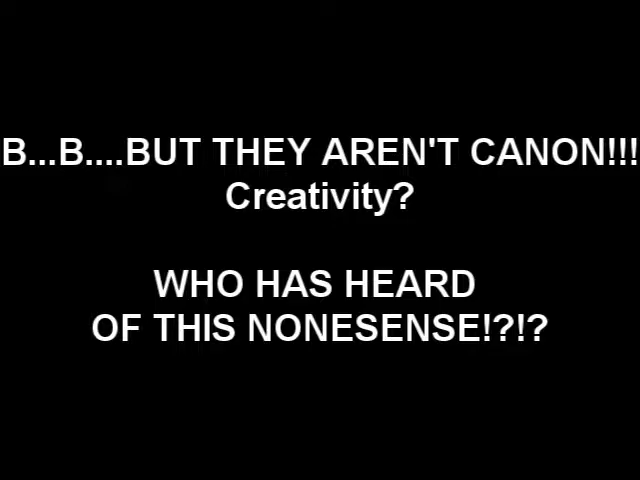 B...B....BUT THEY AREN'T CANON!!!
Creativity?
WHO HAS HEARD
OF THIS NONESENSE!?!?